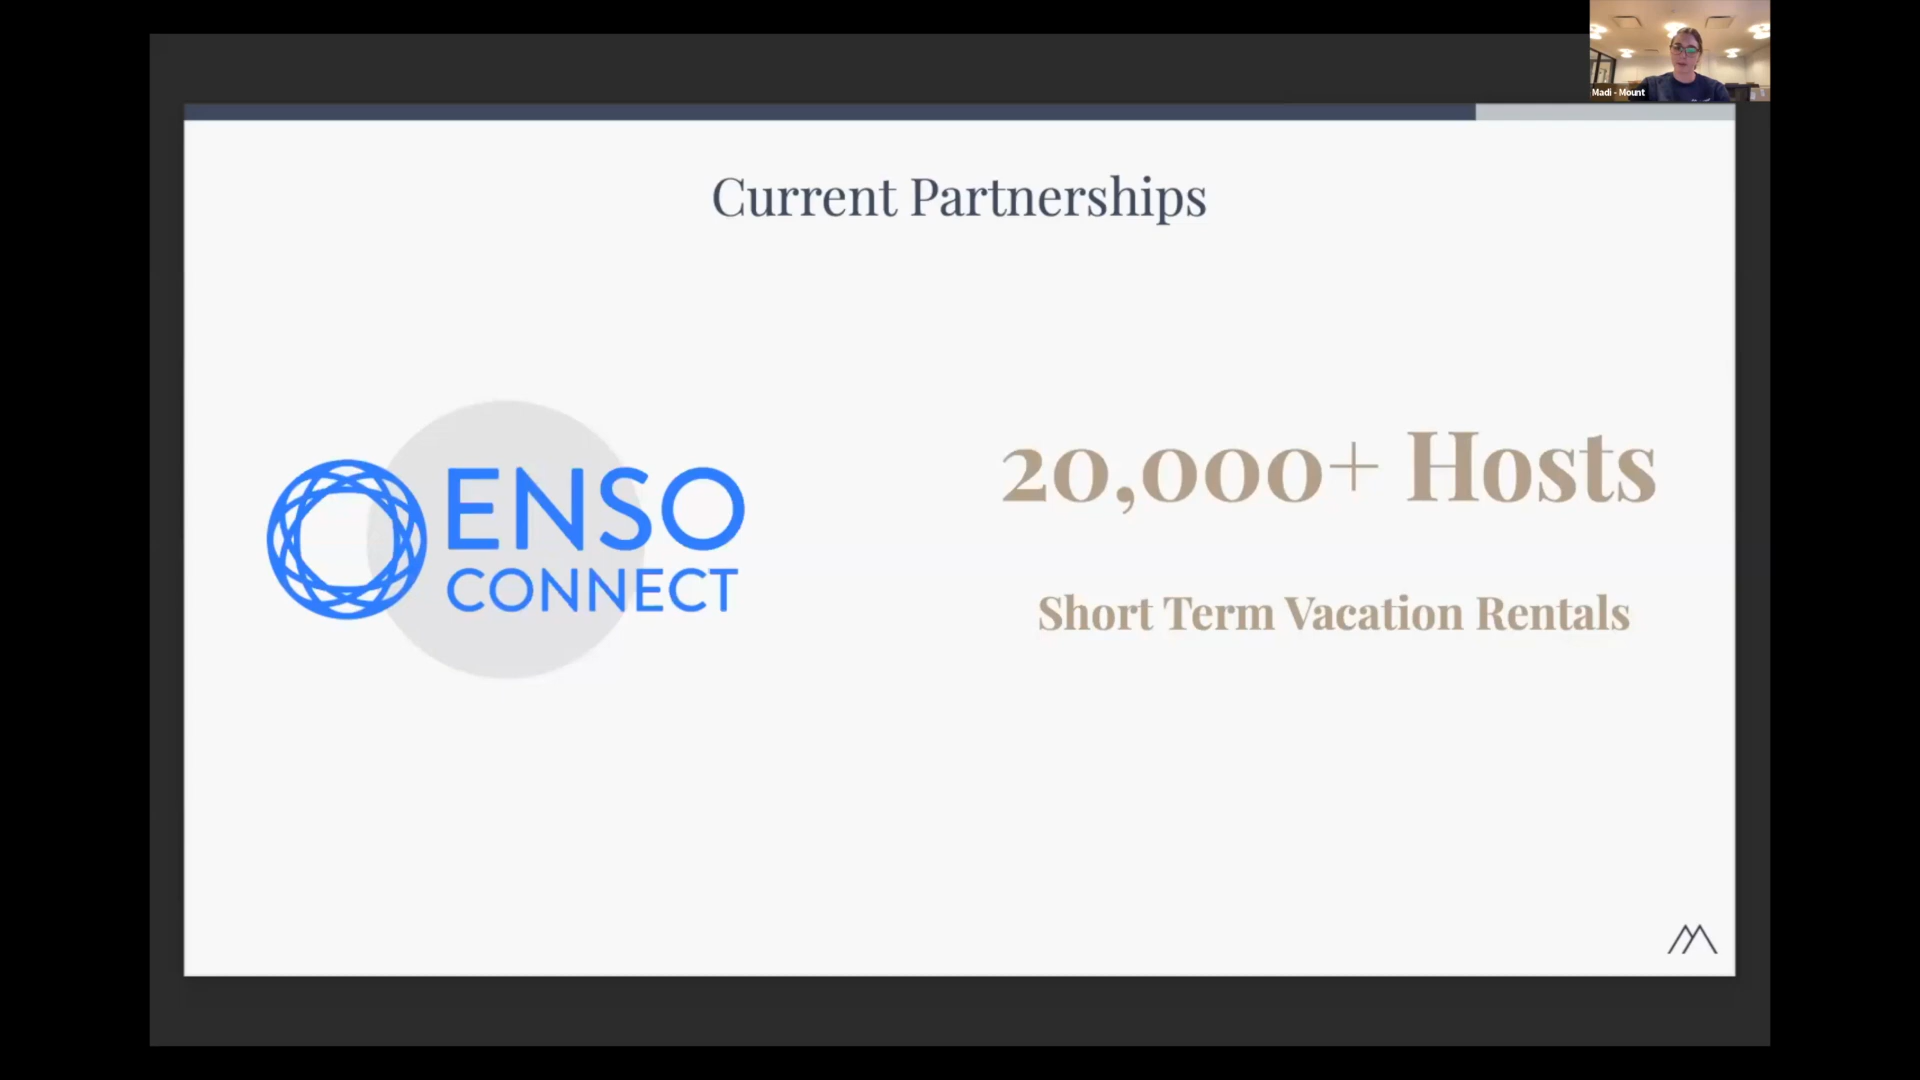 Madi - Mount
Current Partnerships
ENSO
CONNECT
20,000+ Hosts
Short Term Vacation Rentals